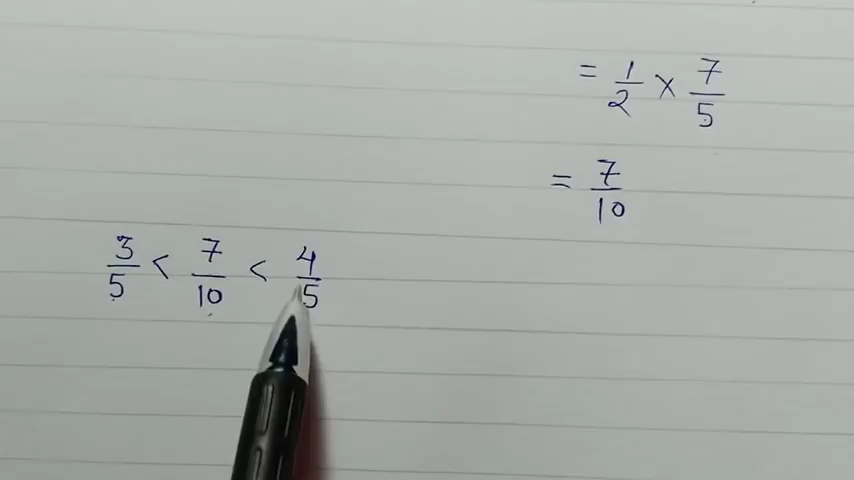 = 1/2 × 7/5
= 7/10
3/5 < 7/10 < 4/5